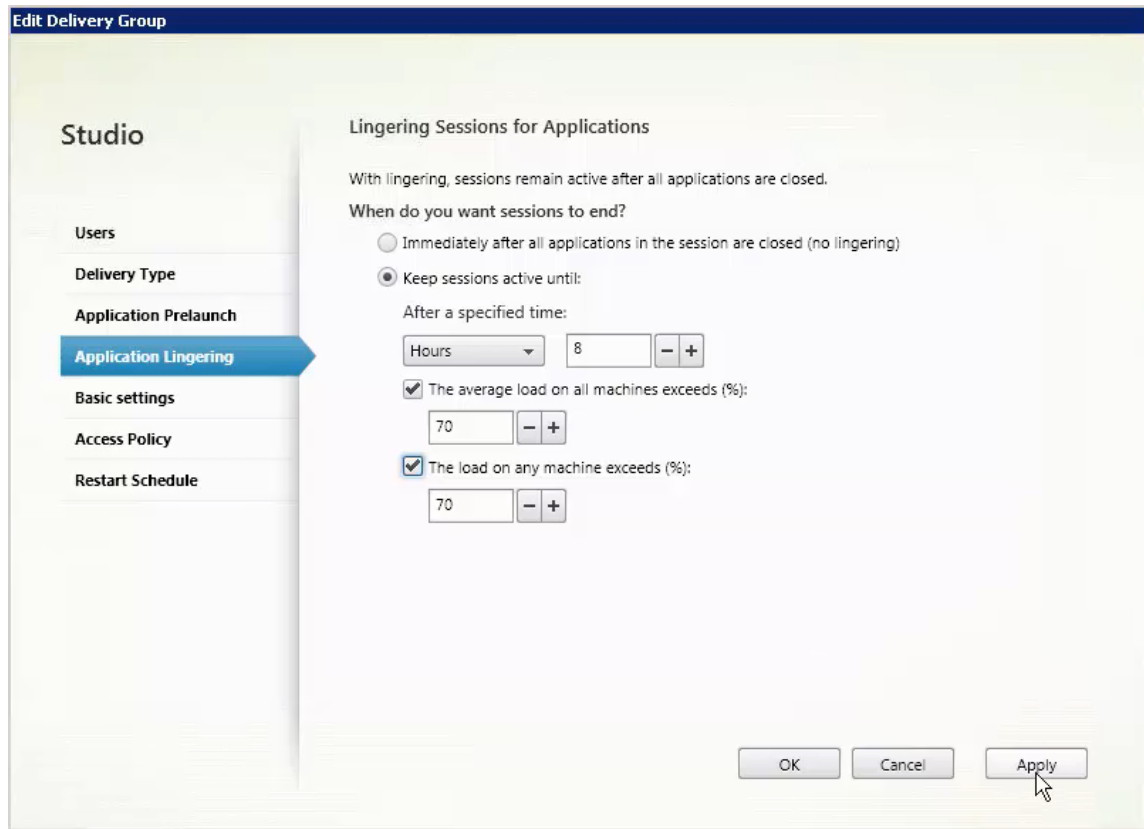 Edit Delivery Group
Studio
Users
Delivery Type
Application Prelaunch
Application Lingering
Basic settings
Access Policy
Restart Schedule
Lingering Sessions for Applications
With lingering, sessions remain active after all applications are closed.
When do you want sessions to end?
Immediately after all applications in the session are closed (no lingering)
Keep sessions active until:
After a specified time:
Hours 8
The average load on all machines exceeds (%):
70
The load on any machine exceeds (%):
70
OK Cancel Apply